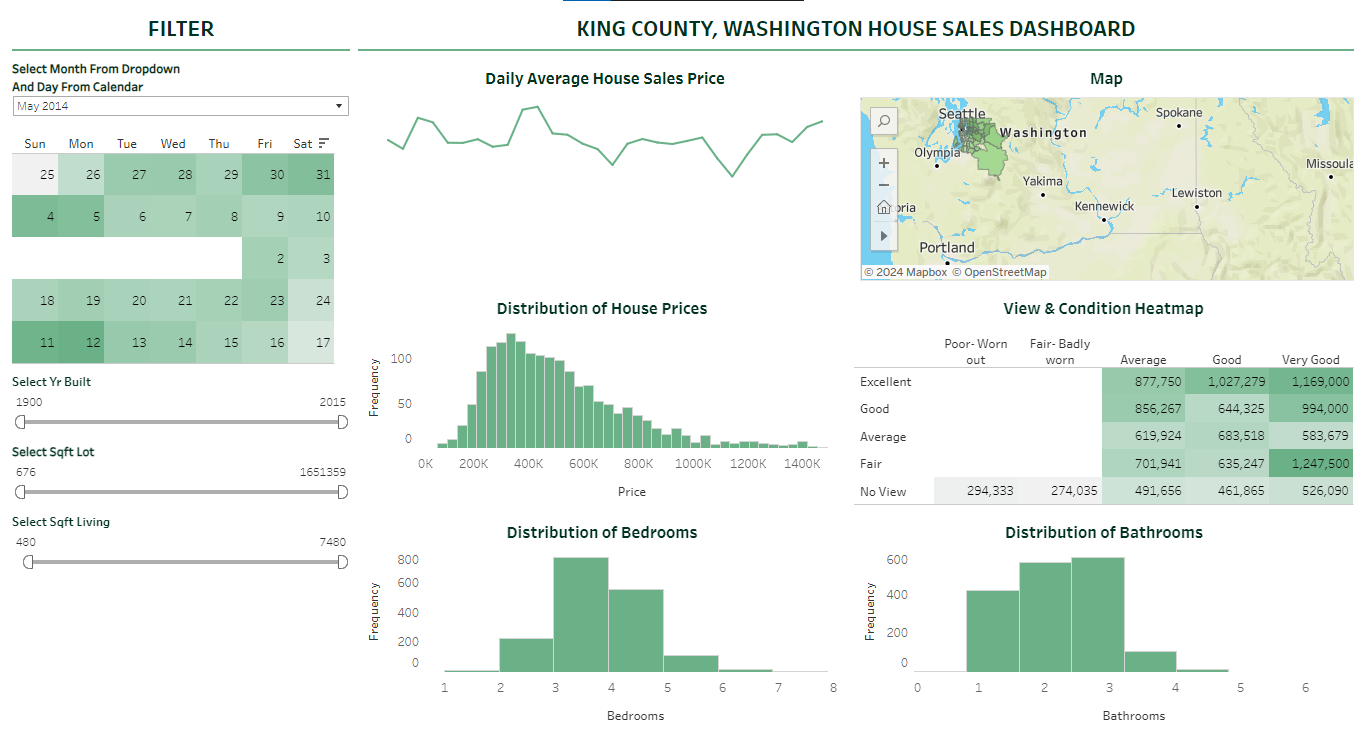 FILTER
KING COUNTY, WASHINGTON HOUSE SALES DASHBOARD
Select Month From Dropdown
And Day From Calendar
May 2014
Sun Mon Tue Wed Thu Fri Sat
25 26 27 28 29 30 31
4 5 6 7 8 9 10
2 3
18 19 20 21 22 23 24
11 12 13 14 15 16 17
Select Yr Built
1900 2015
Select Sqft Lot
676 1651359
Select Sqft Living
480 7480
Daily Average House Sales Price
Map
Seattle
Spokane
Washington
Olympia
Missoula
Yakima
Lewiston
Kennewick
oria
Portland
© 2024 Mapbox © OpenStreetMap
Distribution of House Prices
Frequency
100
50
0
0K 200K 400K 600K 800K 1000K 1200K 1400K
Price
View & Condition Heatmap
Poor- Worn out Fair- Badly worn Average Good Very Good
Excellent 877,750 1,027,279 1,169,000
Good 856,267 644,325 994,000
Average 619,924 683,518 583,679
Fair 701,941 635,247 1,247,500
No View 294,333 274,035 491,656 461,865 526,090
Distribution of Bedrooms
Frequency
800
600
400
200
0
1 2 3 4 5 6 7 8
Bedrooms
Distribution of Bathrooms
Frequency
600
400
200
0
0 1 2 3 4 5 6
Bathrooms